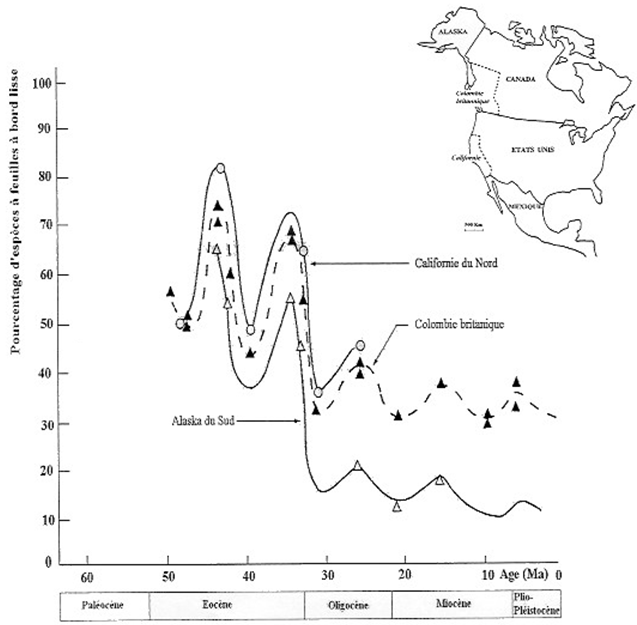 ALASKA
CANADA
Colombie
britannique
Californie
ETATS UNIS
MEXIQUE
Pourcentage d'espèces à feuilles à bord lisse
100
90
80
70
60
50
40
30
20
10
0
Californie du Nord
Colombie britanique
Alaska du Sud
60 50 40 30 20 10 Age (Ma) 0
Paléocène Eocène Oligocène Miocène Plio-
Pléistocène